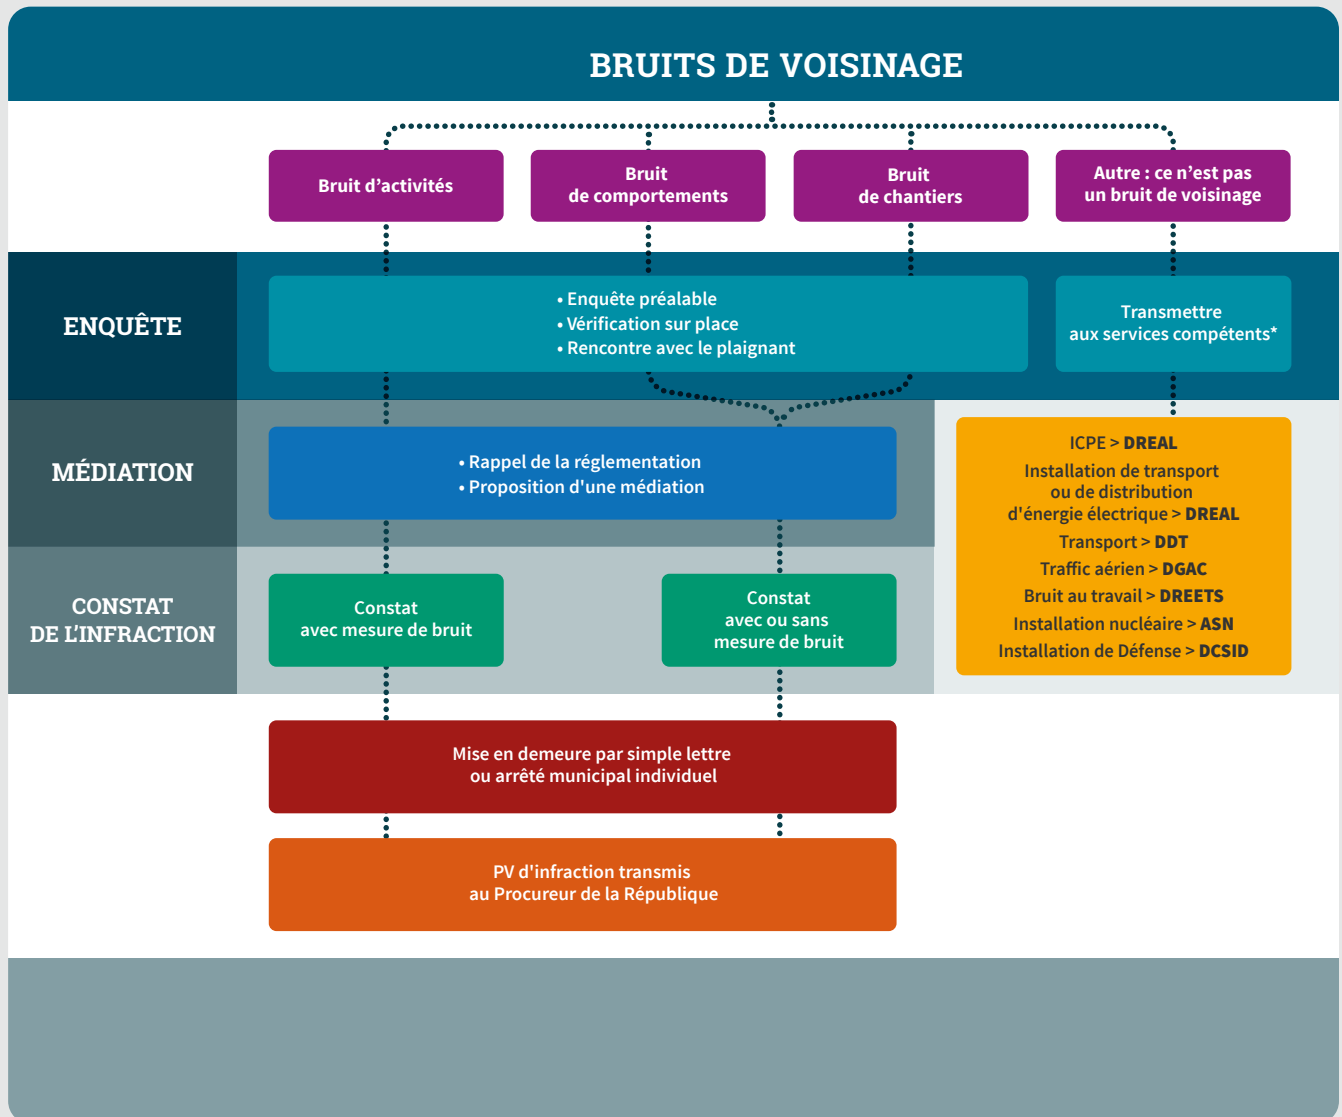 BRUITS DE VOISINAGE
Bruit d’activités
Bruit
de comportements
Bruit
de chantiers
Autre : ce n’est pas
un bruit de voisinage
ENQUÊTE
• Enquête préalable
• Vérification sur place
• Rencontre avec le plaignant
Transmettre
aux services compétents*
MÉDIATION
• Rappel de la réglementation
• Proposition d'une médiation
ICPE > DREAL
Installation de transport
ou de distribution
d'énergie électrique > DREAL
Transport > DDT
Traffic aérien > DGAC
Bruit au travail > DREETS
Installation nucléaire > ASN
Installation de Défense > DCSID
CONSTAT
DE L’INFRACTION
Constat
avec mesure de bruit
Constat
avec ou sans
mesure de bruit
Mise en demeure par simple lettre
ou arrêté municipal individuel
PV d'infraction transmis
au Procureur de la République